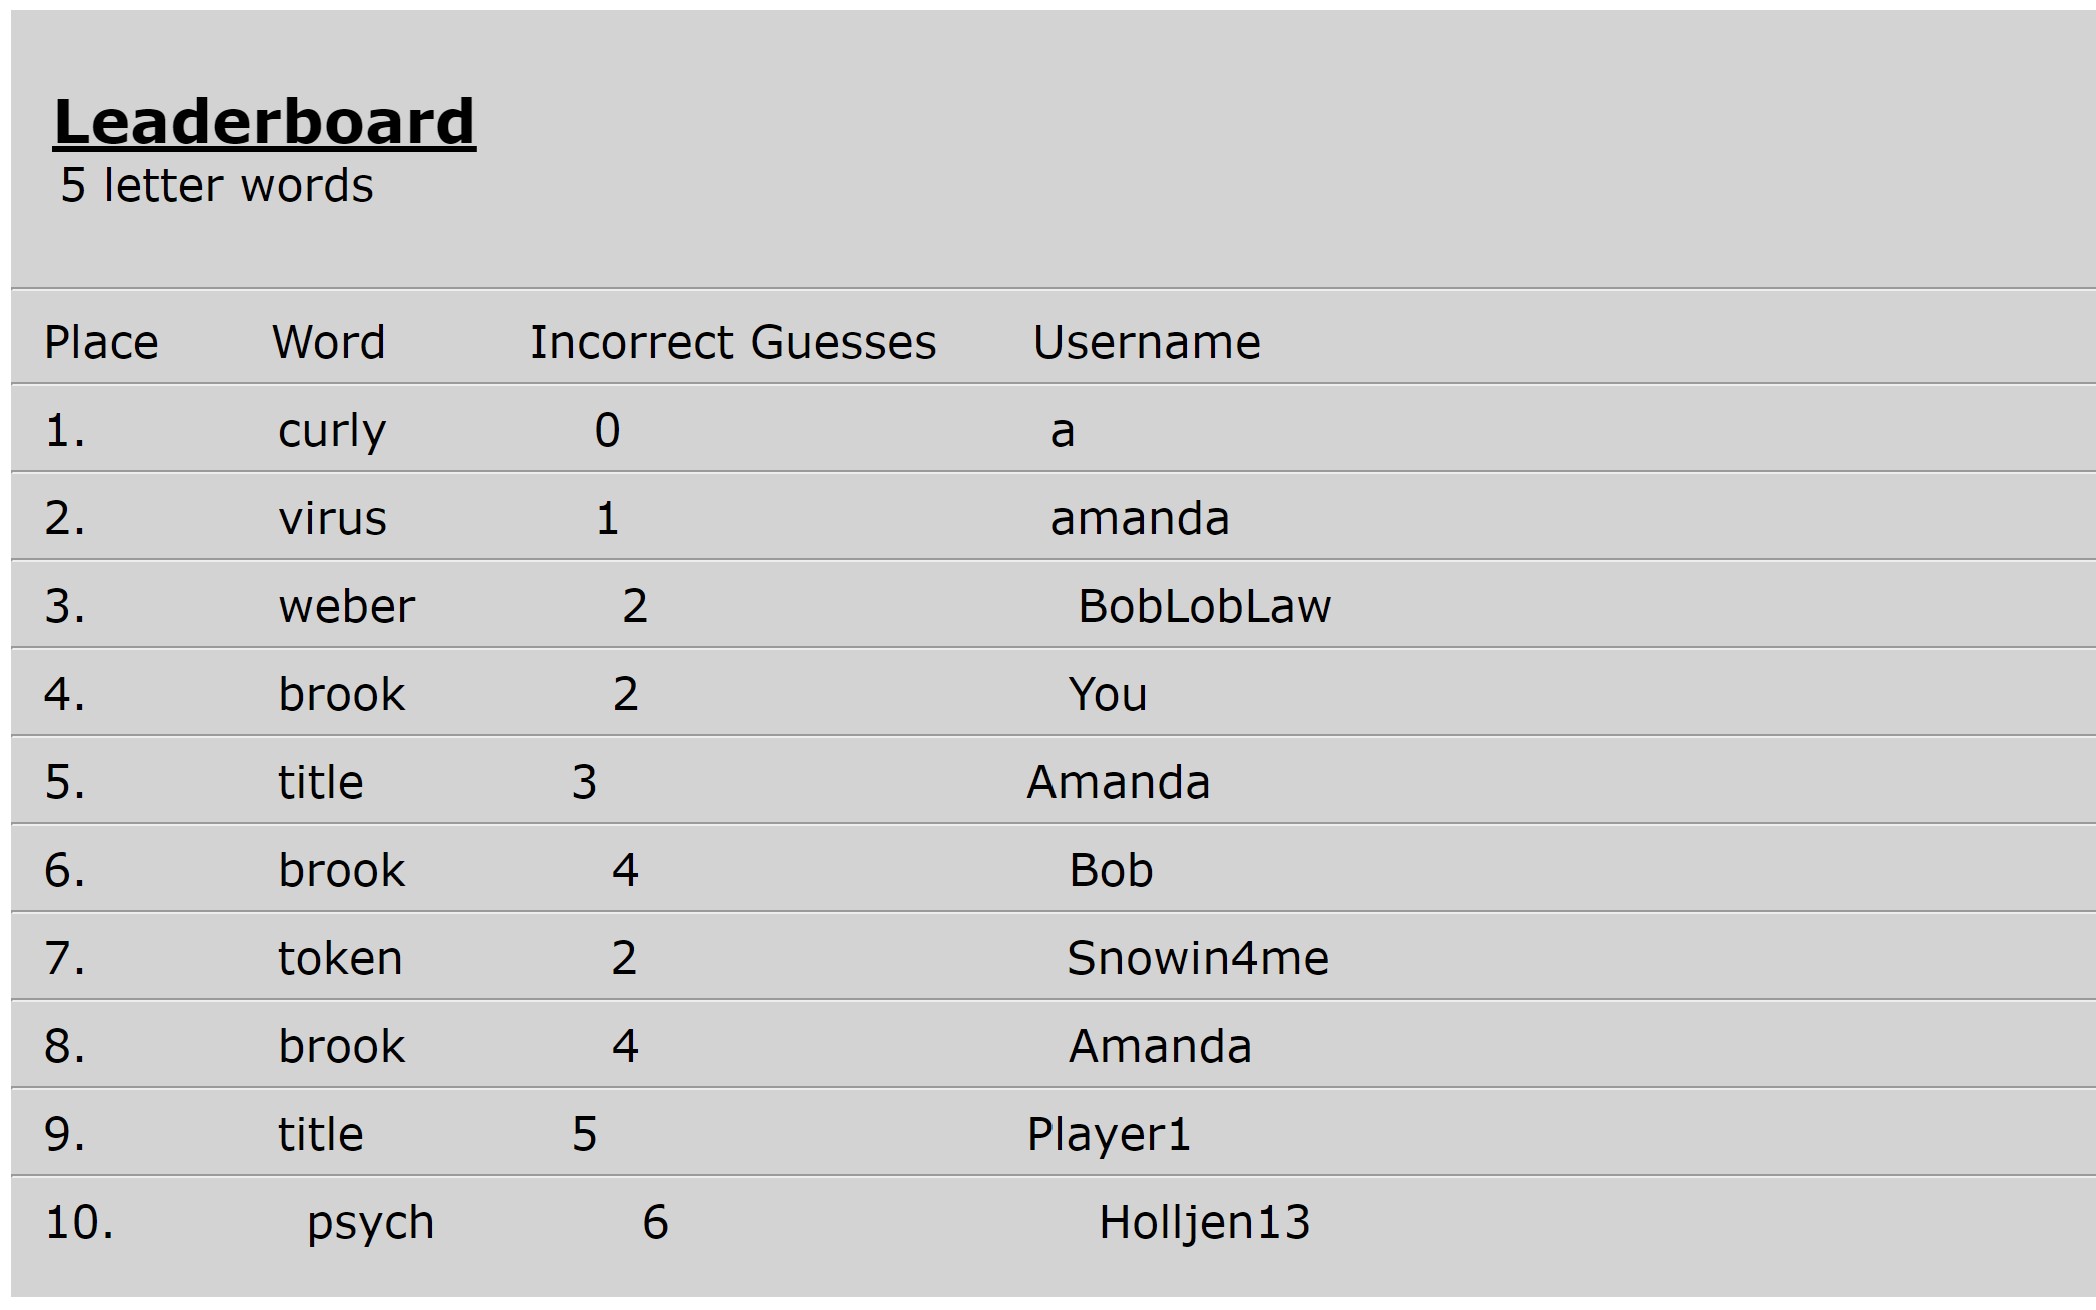 Leaderboard
5 letter words
Place Word Incorrect Guesses Username
1. curly 0 a
2. virus 1 amanda
3. weber 2 BobLobLaw
4. brook 2 You
5. title 3 Amanda
6. brook 4 Bob
7. token 2 Snowin4me
8. brook 4 Amanda
9. title 5 Player1
10. psych 6 Holljen13